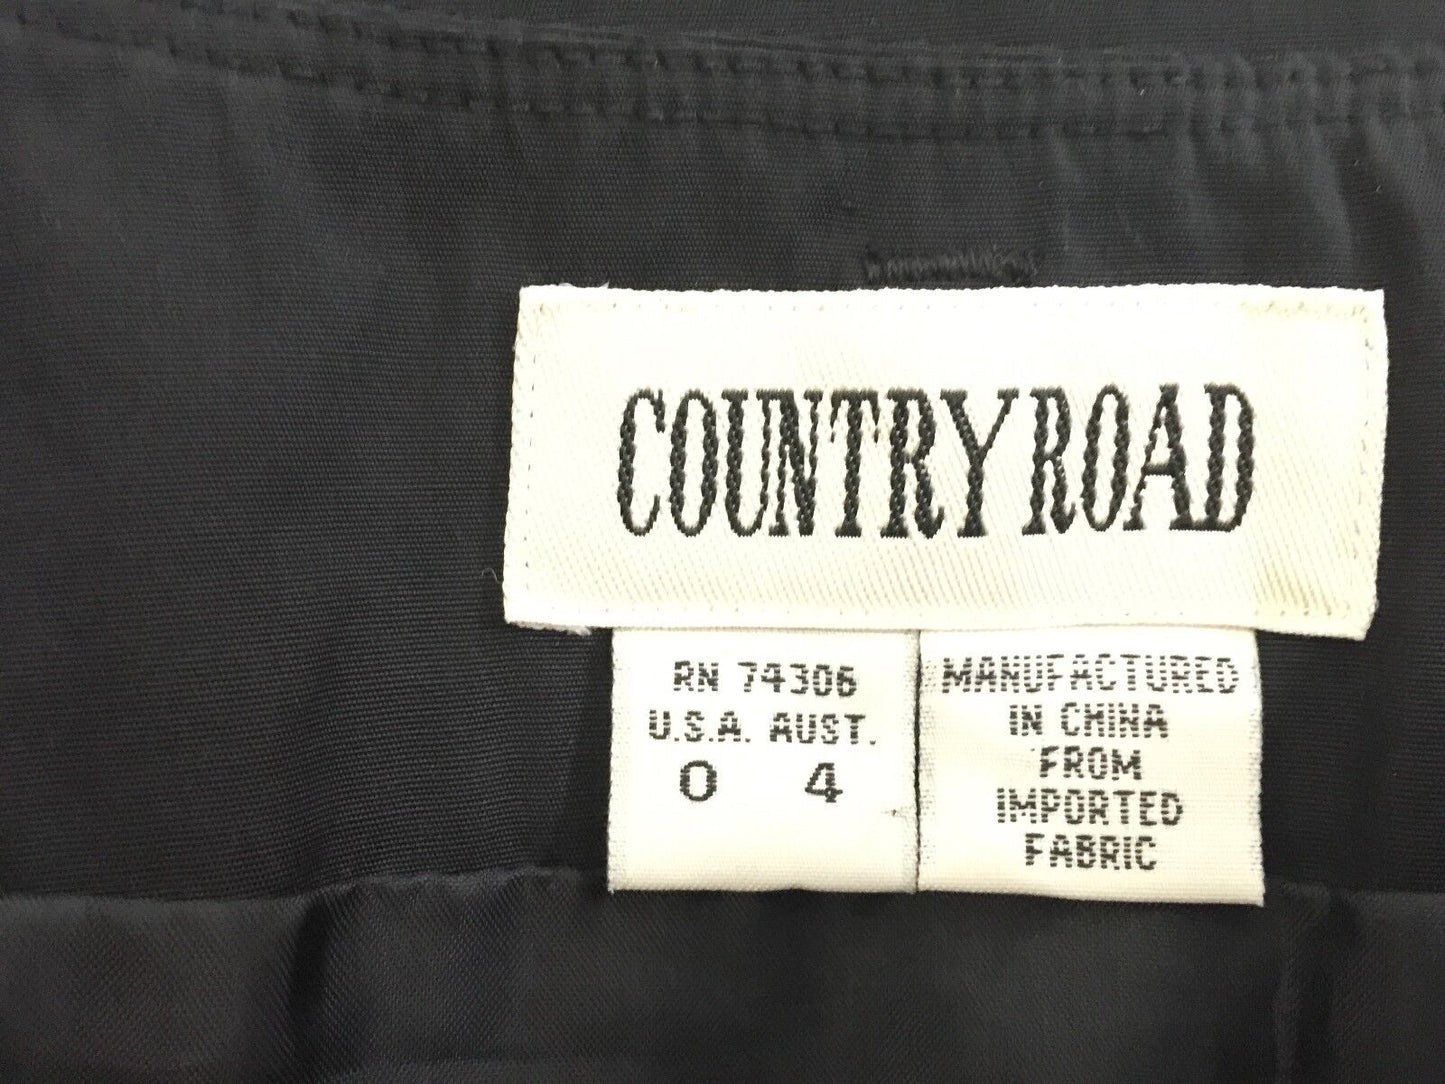 COUNTRY ROAD
RN 74306
U.S.A. AUST.
0 4
MANUFACTURED
IN CHINA
FROM
IMPORTED
FABRIC